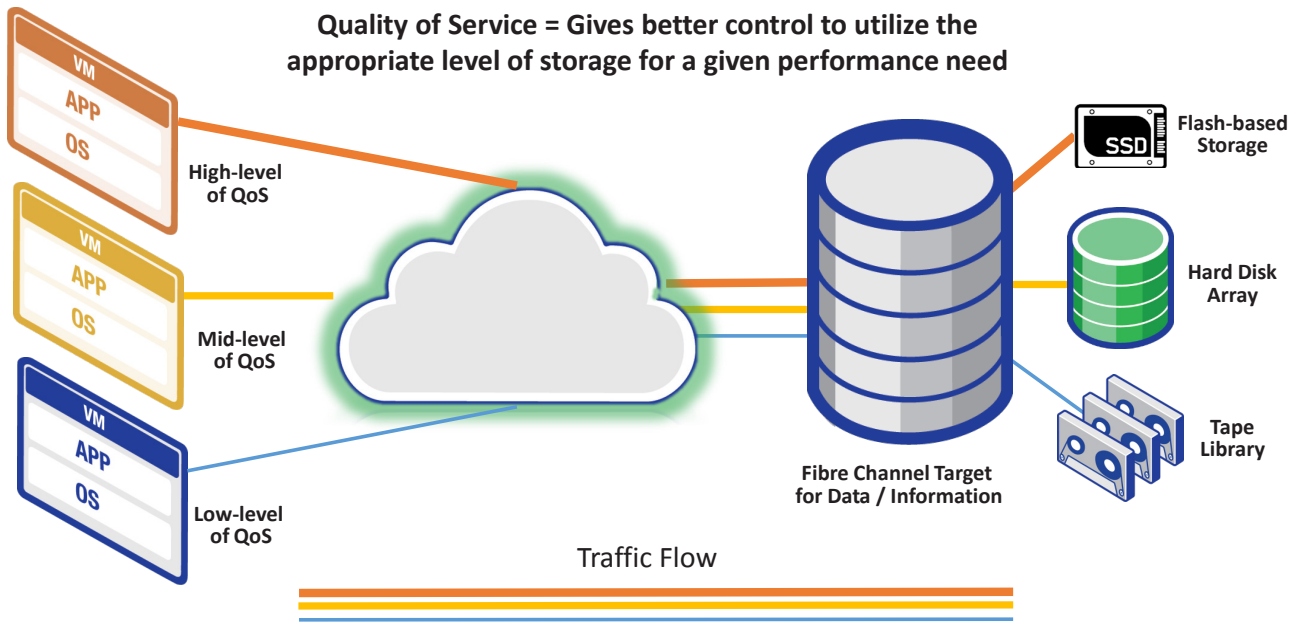 Quality of Service = Gives better control to utilize the
appropriate level of storage for a given performance need
VM
APP
OS
High-level
of QoS
VM
APP
OS
Mid-level
of QoS
VM
APP
OS
Low-level
of QoS
Fibre Channel Target
for Data / Information
SSD
Flash-based
Storage
Hard Disk
Array
Tape
Library
Traffic Flow